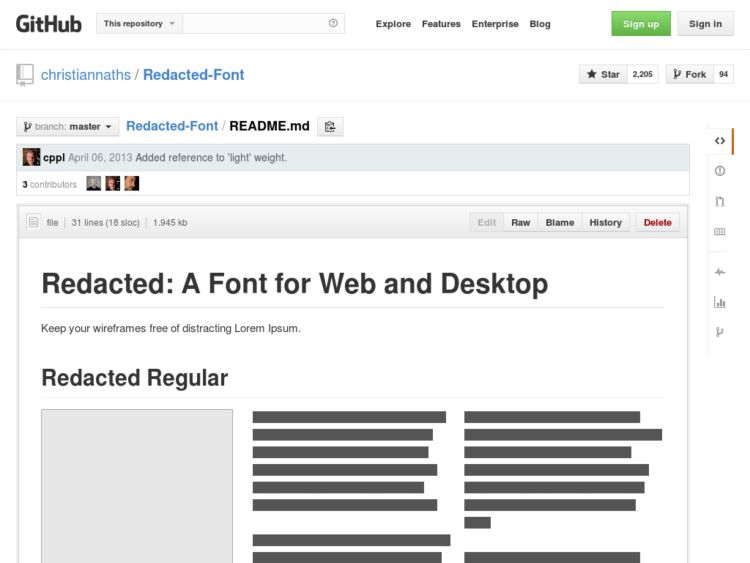 GitHub This repository Explore Features Enterprise Blog Sign up Sign in
christiannaths / Redacted-Font Star 2,205 Fork 94
branch: master Redacted-Font / README.md
cppl April 06, 2013 Added reference to 'light' weight.
3 contributors
file 31 lines (18 sloc) 1.945 kb Edit Raw Blame History Delete
Redacted: A Font for Web and Desktop
Keep your wireframes free of distracting Lorem Ipsum.
Redacted Regular